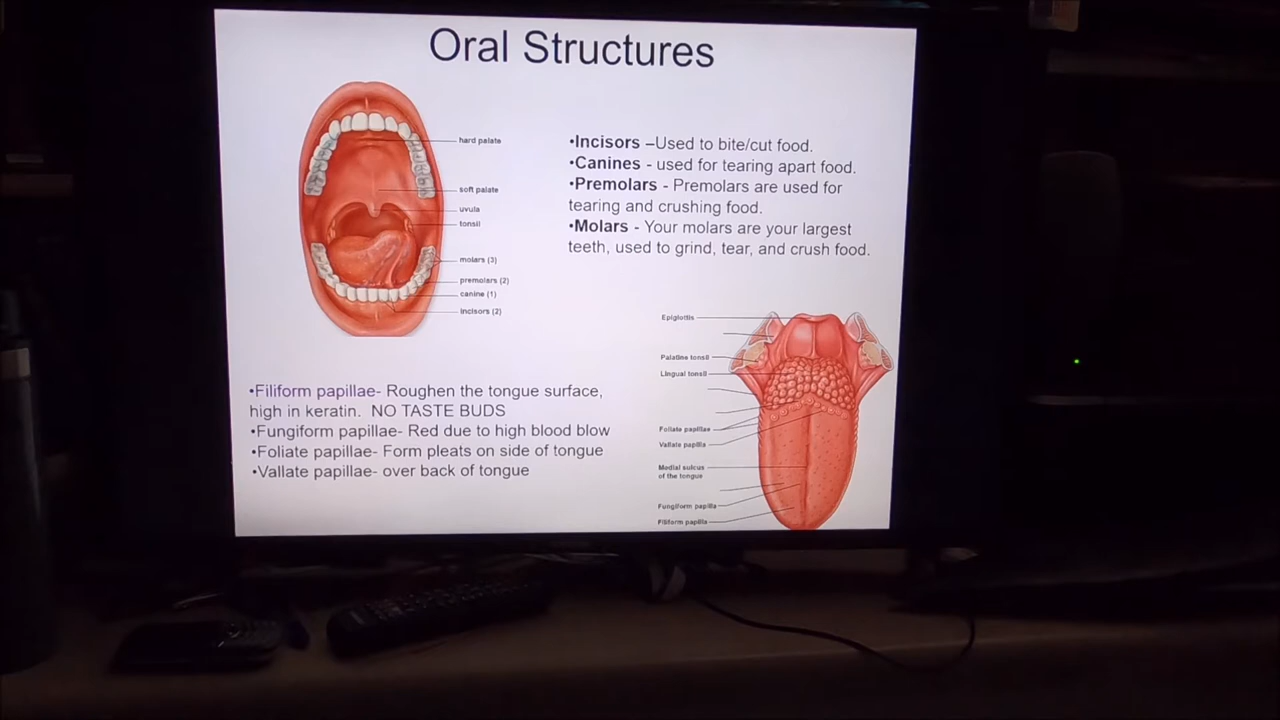 Oral Structures
hard palate
soft palate
uvula
tonsil
molars (3)
premolars (2)
canine (1)
incisors (2)
•Incisors –Used to bite/cut food.
•Canines - used for tearing apart food.
•Premolars - Premolars are used for
tearing and crushing food.
•Molars - Your molars are your largest
teeth, used to grind, tear, and crush food.
•Filiform papillae- Roughen the tongue surface,
high in keratin. NO TASTE BUDS
•Fungiform papillae- Red due to high blood blow
•Foliate papillae- Form pleats on side of tongue
•Vallate papillae- over back of tongue
Epiglottis
Palatine tonsil
Lingual tonsil
Foliate papillae
Vallate papilla
Medial sulcus
of the tongue
Fungiform papilla
Filiform papilla